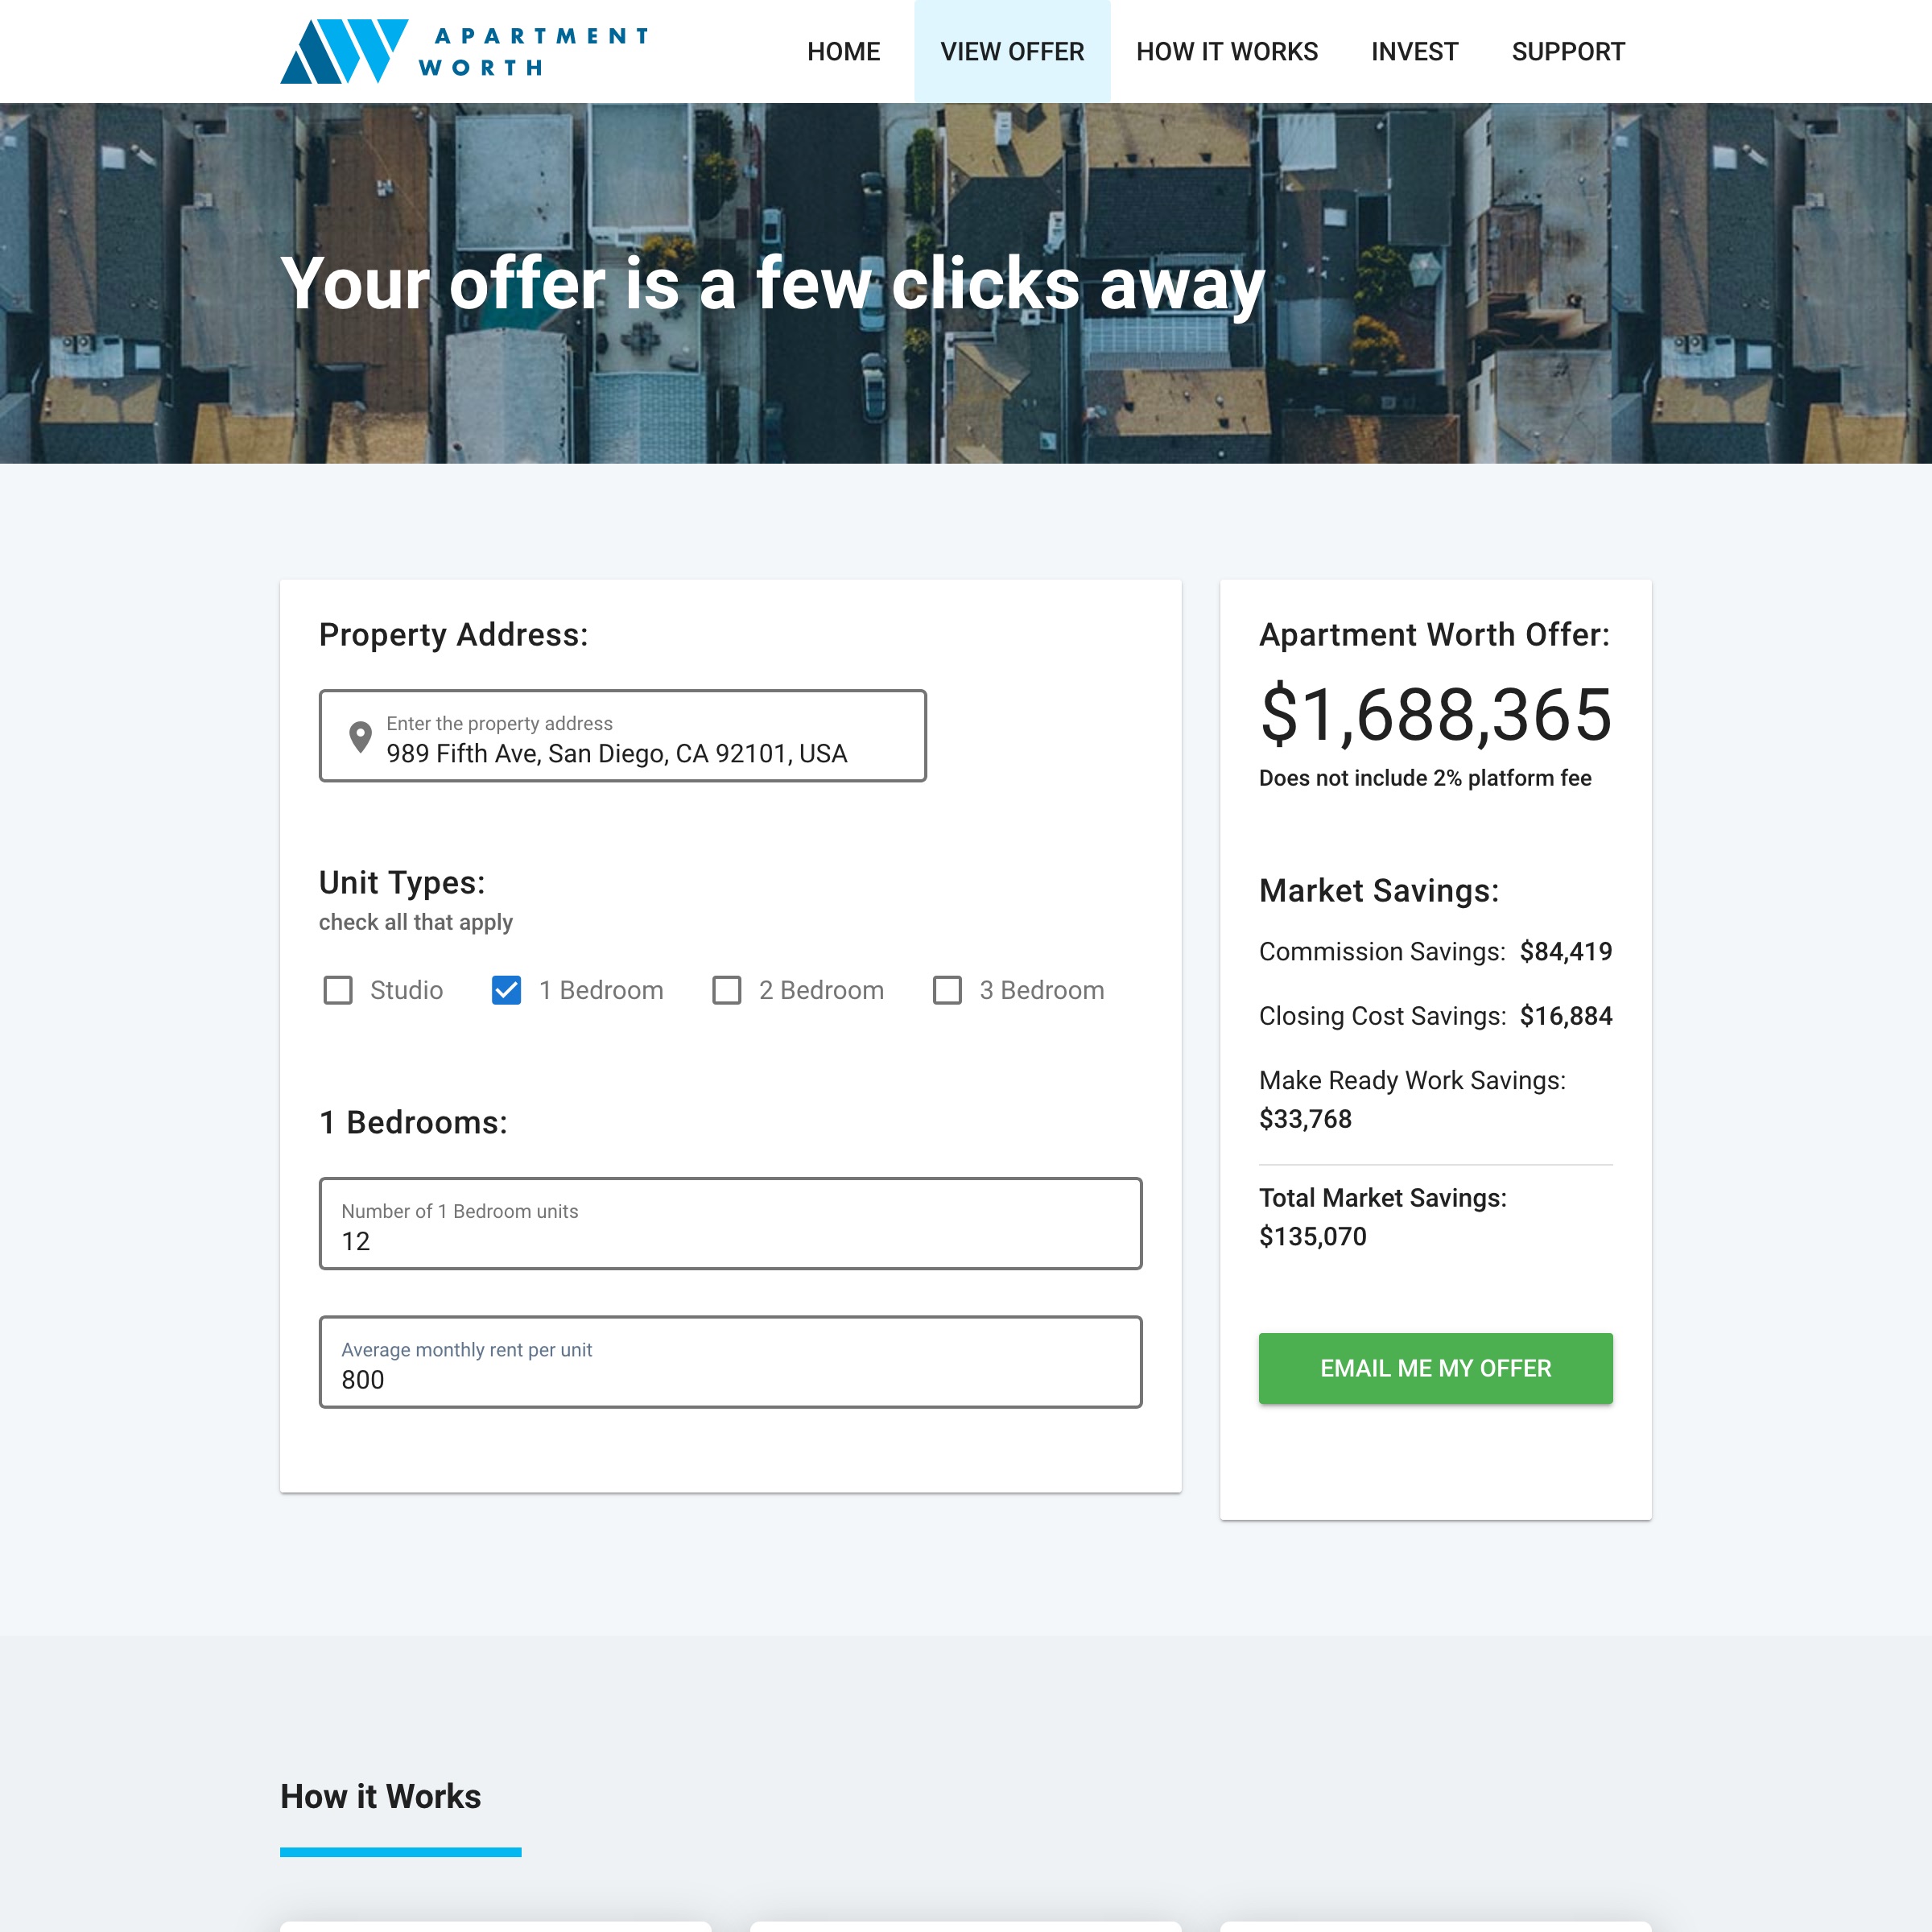 APARTMENT
WORTH
HOME
VIEW OFFER
HOW IT WORKS
INVEST
SUPPORT
Your offer is a few clicks away
Property Address:
Enter the property address
989 Fifth Ave, San Diego, CA 92101, USA
Unit Types:
check all that apply
Studio
1 Bedroom
2 Bedroom
3 Bedroom
1 Bedrooms:
Number of 1 Bedroom units
12
Average monthly rent per unit
800
Apartment Worth Offer:
$1,688,365
Does not include 2% platform fee
Market Savings:
Commission Savings: $84,419
Closing Cost Savings: $16,884
Make Ready Work Savings:
$33,768
Total Market Savings:
$135,070
EMAIL ME MY OFFER
How it Works